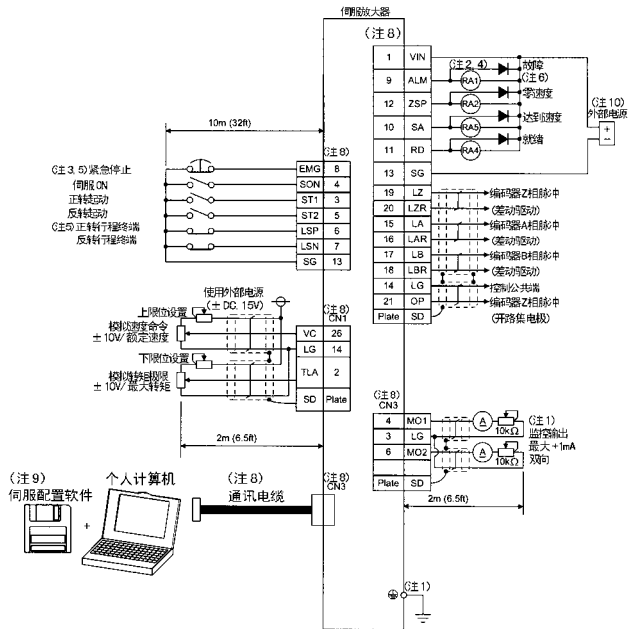 伺服放大器
(注8)
1 VIN
9 ALM
12 ZSP
10 SA
11 RD
13 SG
19 LZ
20 LZR
15 LA
16 LAR
17 LB
18 LBR
14 LG
21 OP
Plate SD
(注2, 4)
RA1
RA2
RA5
RA4
故障
(注6)
零速度
达到速度
就绪
(注10)
外部电源
+
−
编码器Z相脉冲
(差动驱动)
编码器A相脉冲
(差动驱动)
编码器B相脉冲
(差动驱动)
控制公共端
编码器Z相脉冲
(开路集电极)
10m (32ft)
(注8)
(注3, 5)紧急停止
伺服ON
正转起动
反转起动
(注5)正转行程终端
反转行程终端
EMG 8
SON 4
ST1 3
ST2 5
LSP 6
LSN 7
SG 13
使用外部电源
(± DC. 15V)
(注8)
CN1
上限位设置
模拟速度命令
± 10V/额定速度
下限位设置
模拟转矩极限
± 10V/最大转矩
VC 26
LG 14
TLA 2
SD Plate
2m (6.5ft)
(注8)
CN3
4 MO1
3 LG
6 MO2
Plate SD
A
10kΩ
A
10kΩ
(注1)
监控输出
最大+1mA
双向
2m (6.5ft)
(注9)
伺服配置软件
+
个人计算机
(注8)
通讯电缆
(注8)
CN3
(注1)